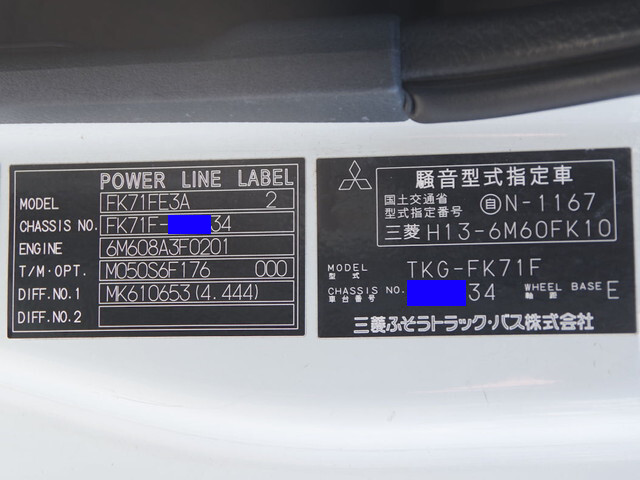 POWER LINE LABEL
MODEL FK71FE3A 2
CHASSIS NO. FK71F- 34
ENGINE 6M608A3F0201
T/M・OPT. M050S6F176 000
DIFF.NO.1 MK610653(4.444)
DIFF.NO.2
騒音型式指定車
国土交通省
型式指定番号 自N-1167
三菱 H13-6M60FK10
MODEL
型式 TKG-FK71F
CHASSIS NO.
車台番号 34 WHEEL BASE
軸距 E
三菱ふそうトラック・バス株式会社